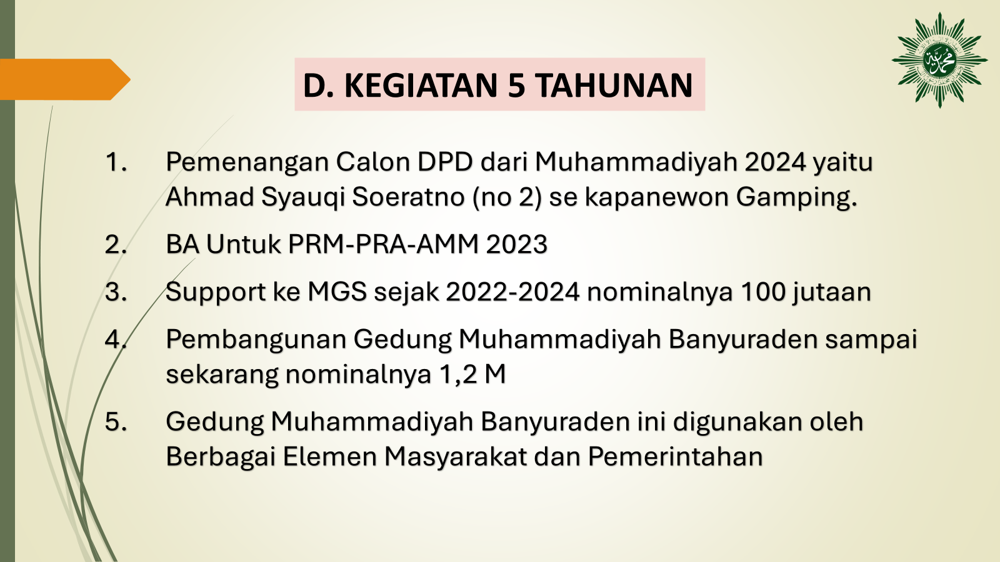 D. KEGIATAN 5 TAHUNAN
1. Pemenangan Calon DPD dari Muhammadiyah 2024 yaitu
Ahmad Syauqi Soeratno (no 2) se kapanewon Gamping.
2. BA Untuk PRM-PRA-AMM 2023
3. Support ke MGS sejak 2022-2024 nominalnya 100 jutaan
4. Pembangunan Gedung Muhammadiyah Banyuraden sampai
sekarang nominalnya 1,2 M
5. Gedung Muhammadiyah Banyuraden ini digunakan oleh
Berbagai Elemen Masyarakat dan Pemerintahan